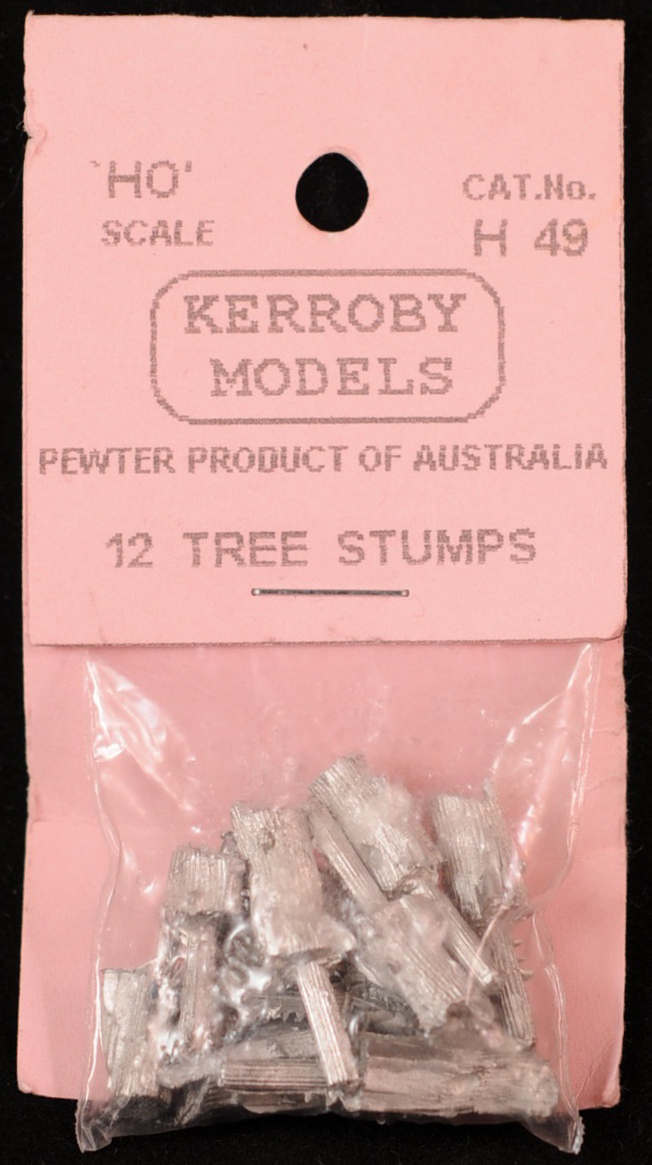 'HO'
SCALE
CAT.No.
H 49
KERROBY
MODELS
PEWTER PRODUCT OF AUSTRALIA
12 TREE STUMPS